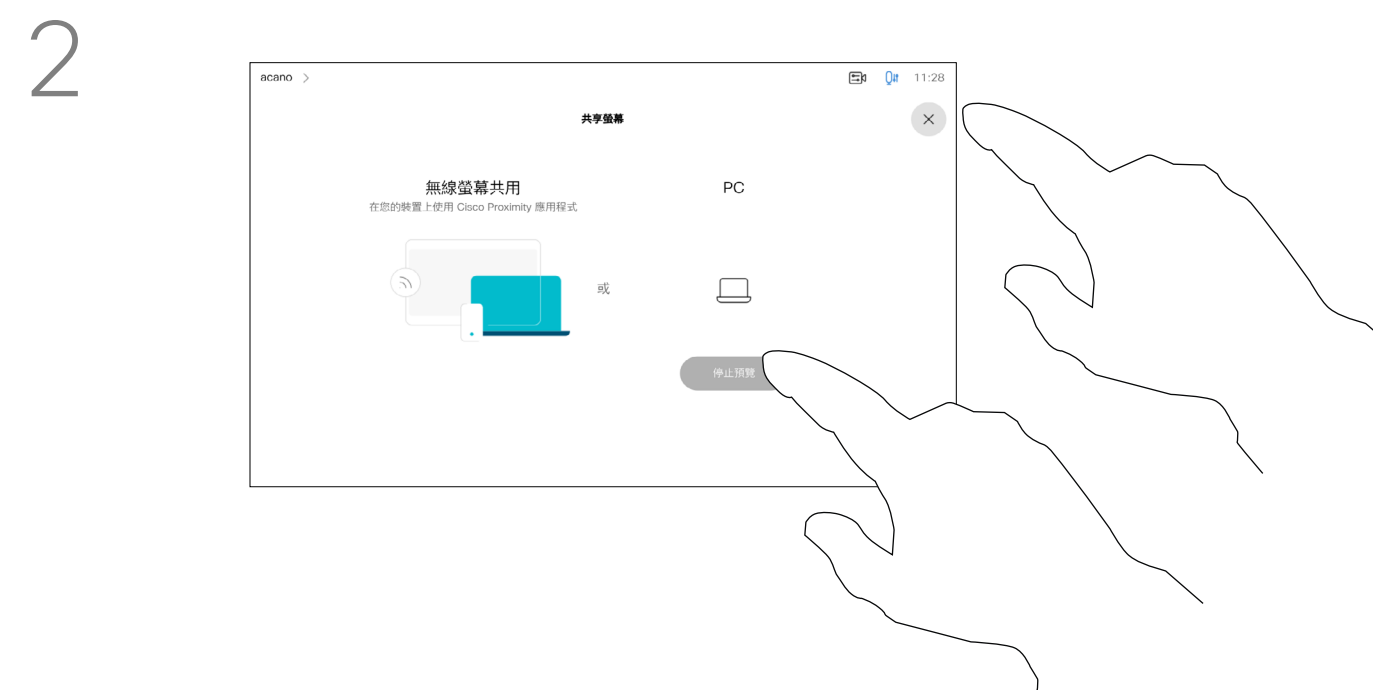 2
acano >
11:28
共享螢幕
無線螢幕共用
在您的裝置上使用 Cisco Proximity 應用程式
PC
或
停止預覽